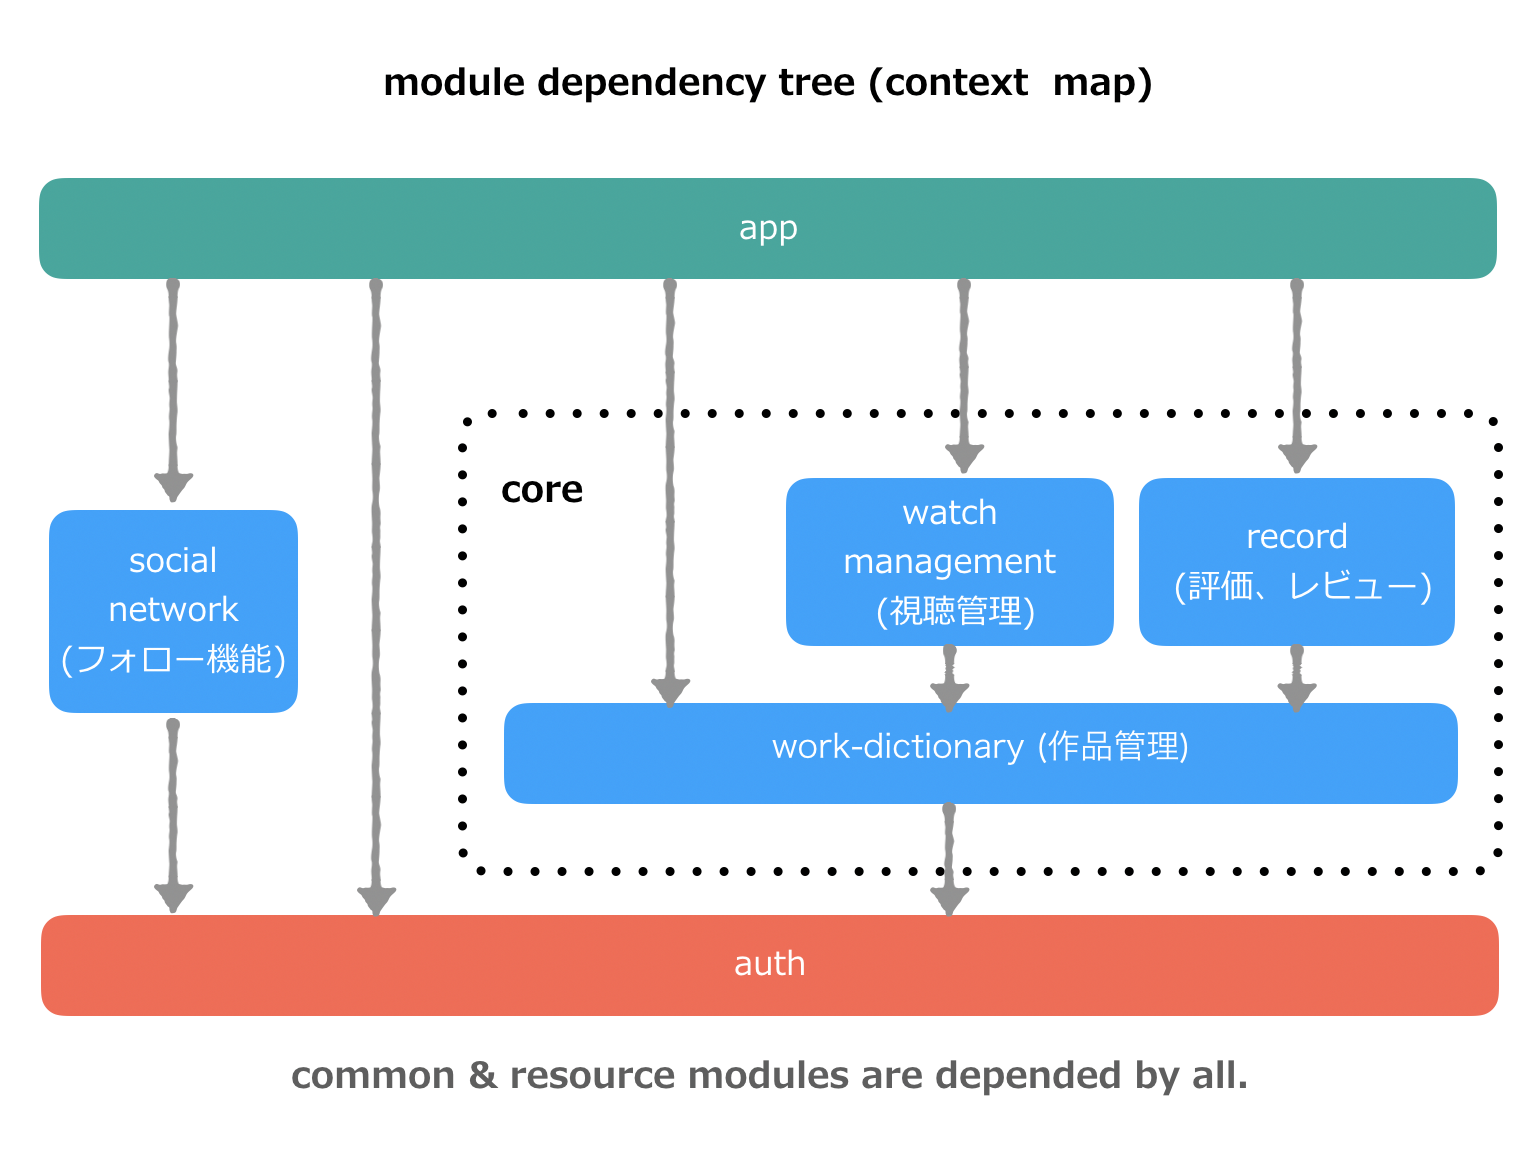 module dependency tree (context  map)
app
core
watch
management
(視聴管理)
record
(評価、レビュー)
social
network
(フォロー機能)
work-dictionary (作品管理)
auth
common & resource modules are depended by all.